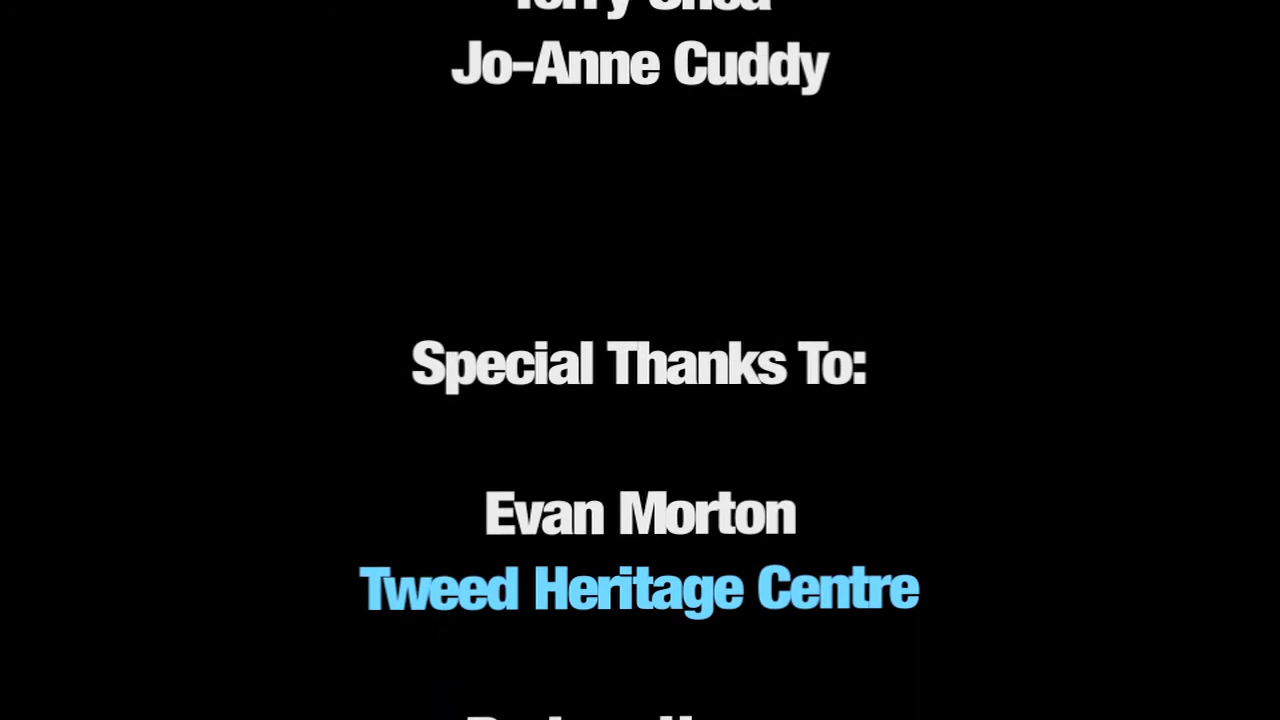 Jo-Anne Cuddy
Special Thanks To:
Evan Morton
Tweed Heritage Centre